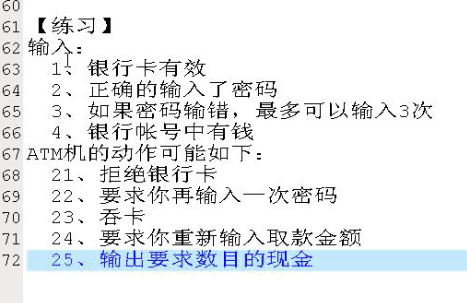 60
61 【练习】
62 输入：
63 1、银行卡有效
64 2、正确的输入了密码
65 3、如果密码输错，最多可以输入3次
66 4、银行帐号中有钱
67 ATM机的动作可能如下：
68 21、拒绝银行卡
69 22、要求你再输入一次密码
70 23、吞卡
71 24、要求你重新输入取款金额
72 25、输出要求数目的现金